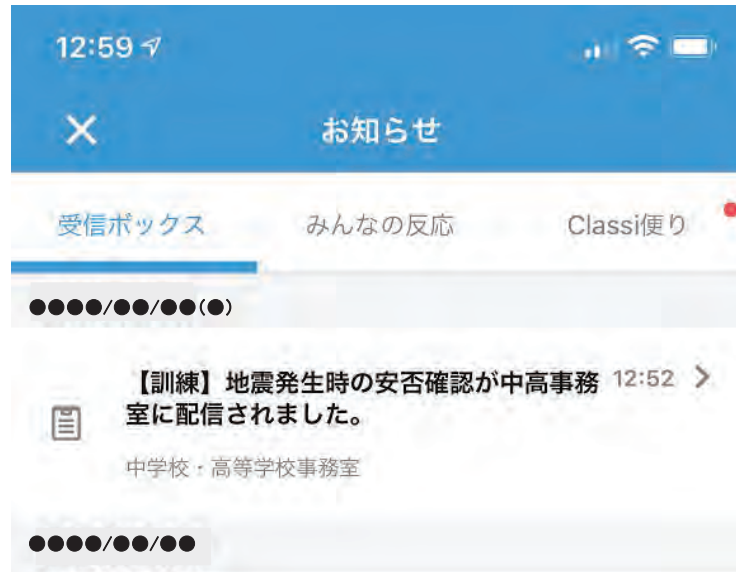 12:59
お知らせ
受信ボックス みんなの反応 Classi便り
●●●●/●●/●●(●)
【訓練】地震発生時の安否確認が中高事務 12:52
室に配信されました。
中学校・高等学校事務室
●●●●/●●/●●